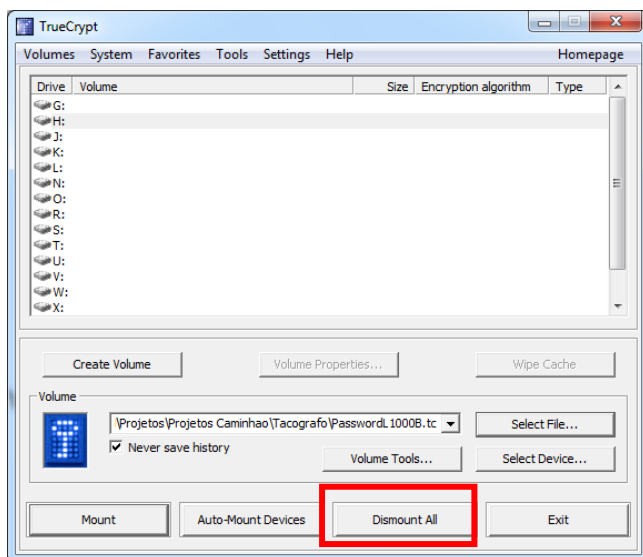 TrueCrypt
Volumes System Favorites Tools Settings Help Homepage
Drive Volume Size Encryption algorithm Type
G:
H:
J:
K:
L:
N:
O:
R:
S:
T:
U:
V:
W:
X:
Create Volume Volume Properties... Wipe Cache
Volume
\Projetos\Projetos Caminhao\Tacografo\PasswordL1000B.tc Select File...
Never save history
Volume Tools... Select Device...
Mount Auto-Mount Devices Dismount All Exit